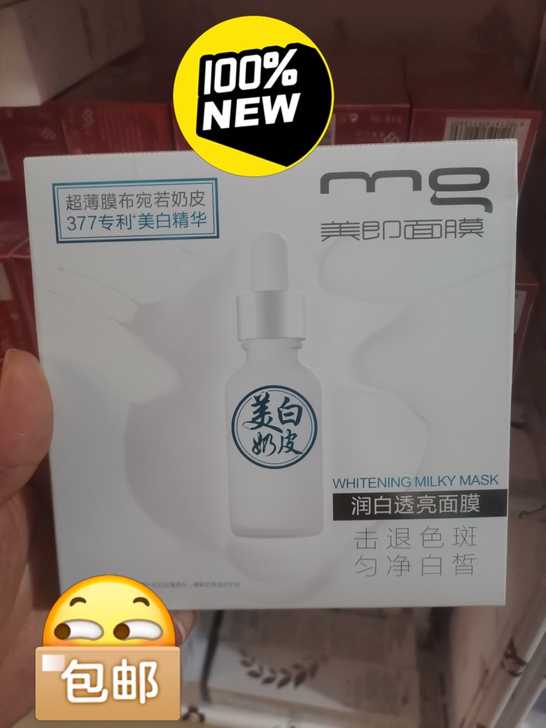 100%
NEW
超薄膜布宛若奶皮
377专利+美白精华
mg
美即面膜
美白
奶皮
WHITENING MILKY MASK
润白透亮面膜
击退色斑
匀净白皙
包邮